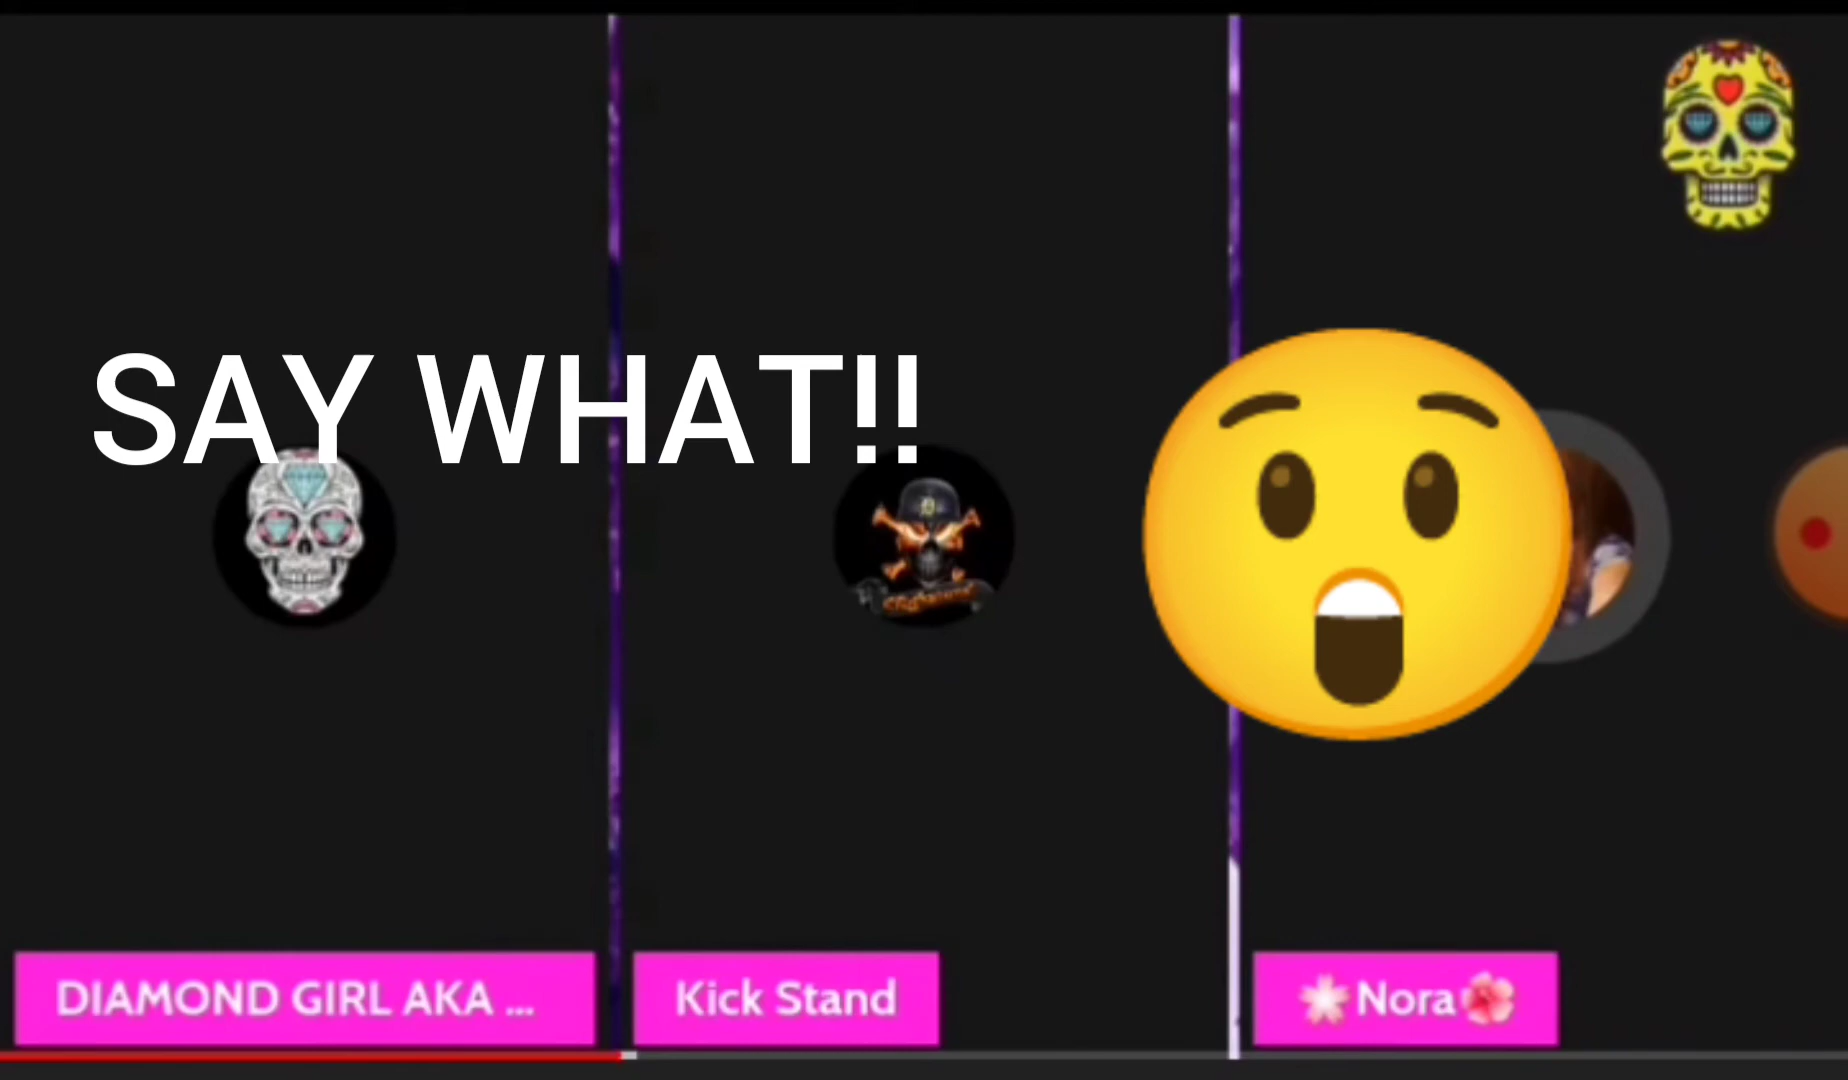 SAY WHAT!!
DIAMOND GIRL AKA ...
Kick Stand
🌸Nora🌺